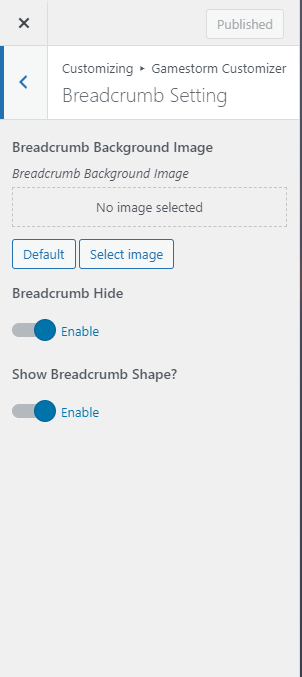 Published
Customizing ▸ Gamestorm Customizer
Breadcrumb Setting
Breadcrumb Background Image
Breadcrumb Background Image
No image selected
Default Select image
Breadcrumb Hide
Enable
Show Breadcrumb Shape?
Enable